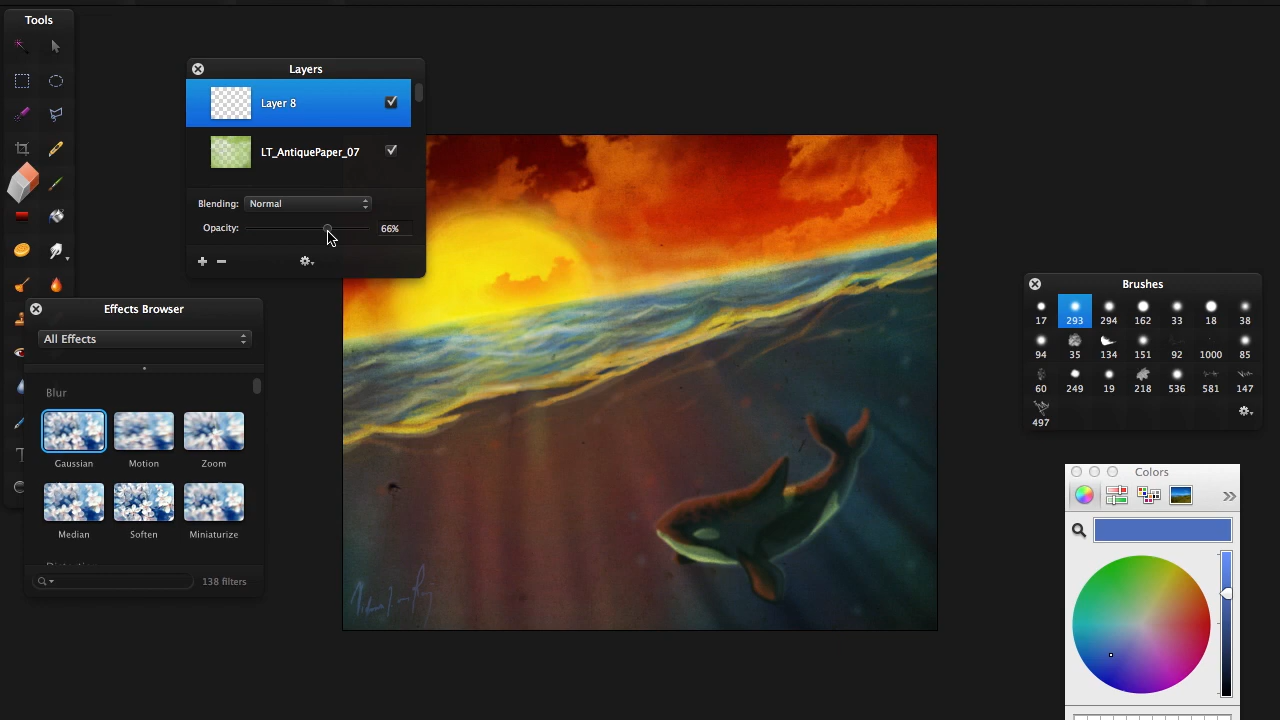 Tools
Layers
Layer 8
LT_AntiquePaper_07
Blending: Normal
Opacity: 66%
Effects Browser
All Effects
Blur
Gaussian Motion Zoom
Median Soften Miniaturize
138 filters
Brushes
17 293 294 162 33 18 38
94 35 134 151 92 1000 85
60 249 19 218 536 581 147
497
Colors